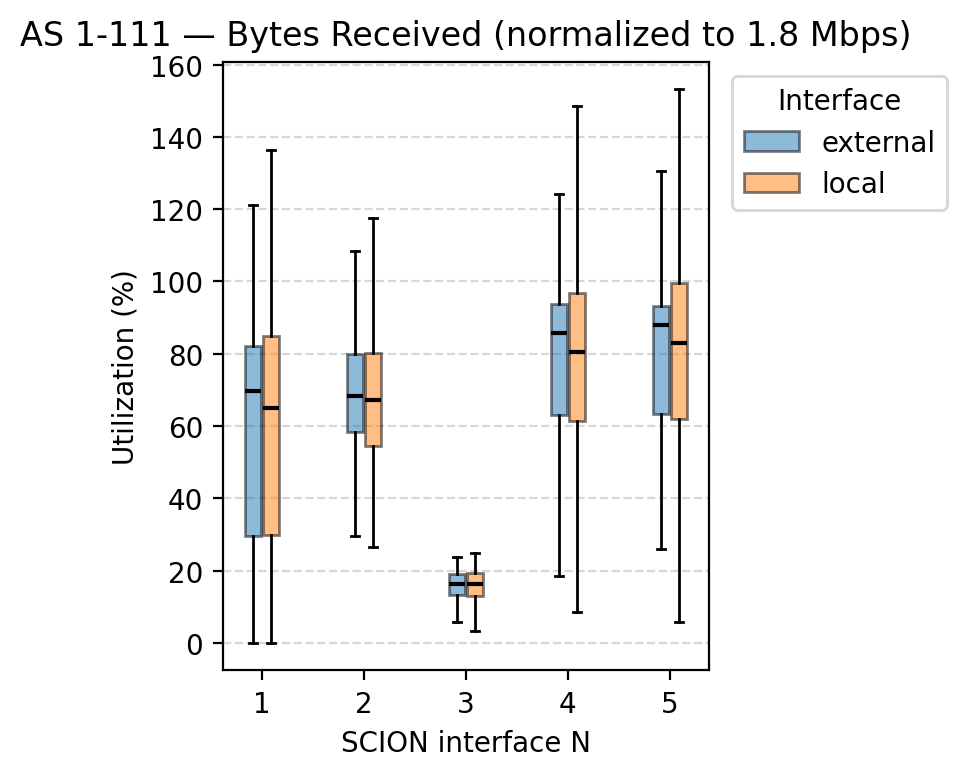 AS 1-111 — Bytes Received (normalized to 1.8 Mbps)
160
140
120
100
80
60
40
20
0
Utilization (%)
1 2 3 4 5
SCION interface N
Interface
external
local